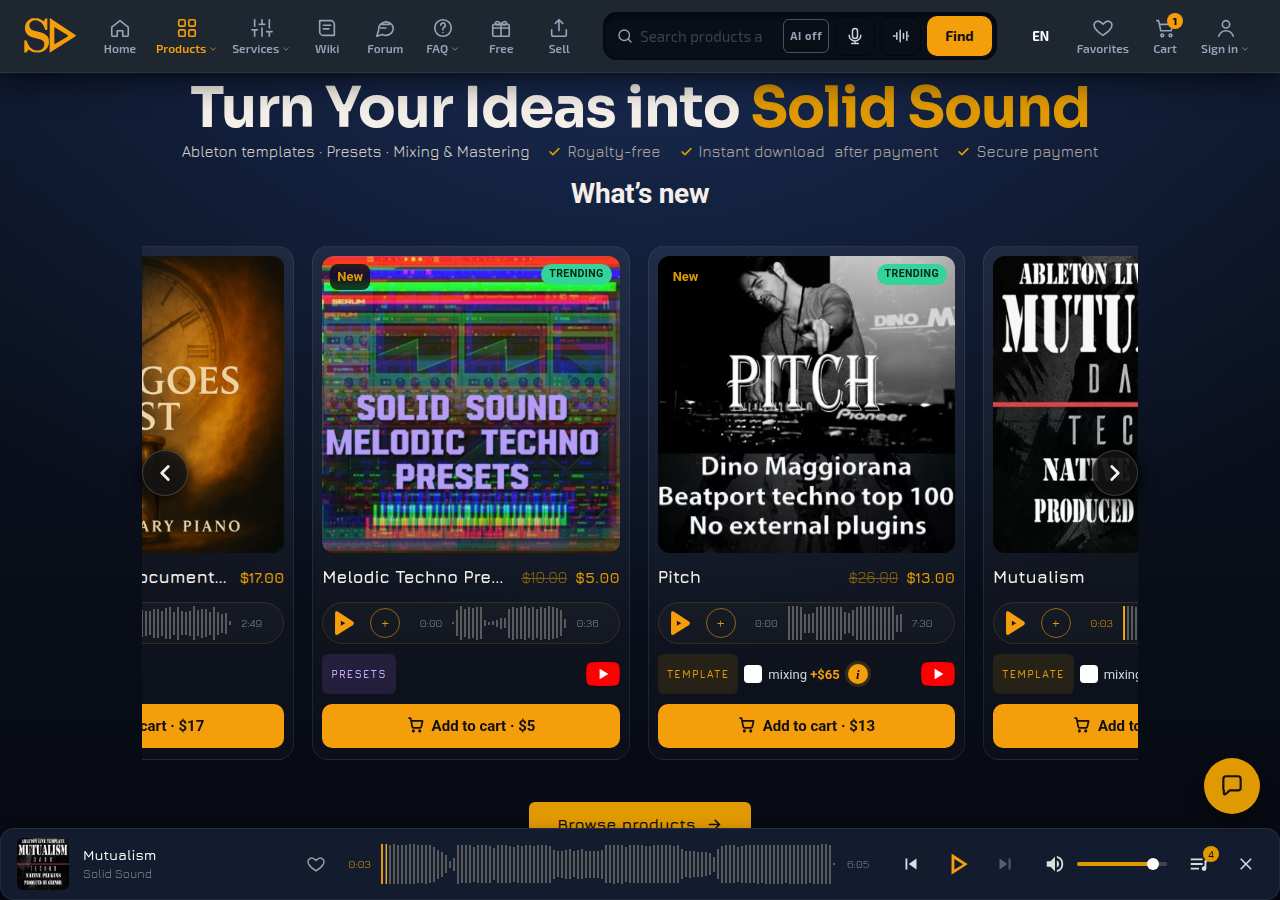 Home
Products
Services
Wiki
Forum
FAQ
Free
Sell
Search products a
AI off
Find
EN
Favorites
1
Cart
Sign in
Turn Your Ideas into Solid Sound
Ableton templates · Presets · Mixing & Mastering
Royalty-free
Instant download after payment
Secure payment
What's new
GOES
ST
ARY PIANO
ocument...
$17.00
2:49
cart · $17
New
TRENDING
SERUM
SOLID SOUND
MELODIC TECHNO
PRESETS
Melodic Techno Pre...
$10.00
$5.00
+
0:00
0:36
PRESETS
Add to cart · $5
New
TRENDING
DINO M
PITCH
Pioneer
Dino Maggiorana
Beatport techno top 100
No external plugins
Pitch
$26.00
$13.00
+
0:00
7:30
TEMPLATE
mixing +$65
i
Add to cart · $13
ABLETON LIV
MUTU
DA
TEC
NATI
PRODUCED
Mutualism
+
0:03
TEMPLATE
mixing
Add to
Browse products →
MUTUALISM
Mutualism
Solid Sound
0:03
6:05
4